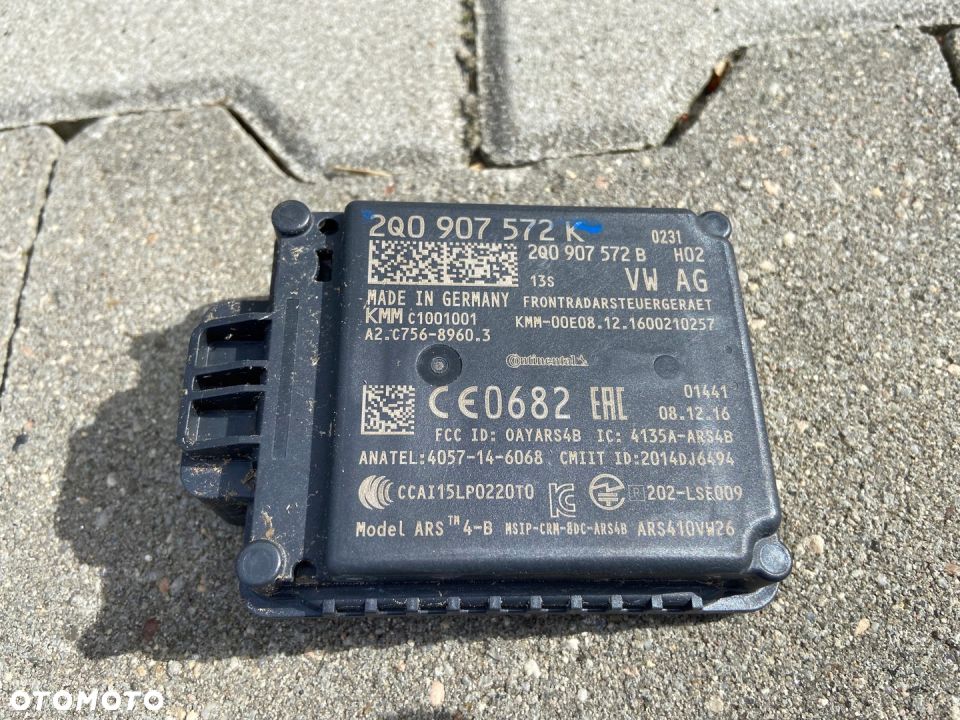 2Q0 907 572 K
0231
2Q0 907 572 B H02
13S VW AG
MADE IN GERMANY FRONTRADARSTEUERGERAET
KMM C1001001 KMM-00E08.12.1600210257
A2.C756-8960.3
Continental
01441
CE0682 EAC 08.12.16
FCC ID: OAYARS4B IC: 4135A-ARS4B
ANATEL:4057-14-6068 CMIIT ID:2014DJ6494
CCAI15LP0220T0 KC R 202-LSE009
Model ARS™4-B MSIP-CRM-8DC-ARS4B ARS410VW26
OTOMOTO